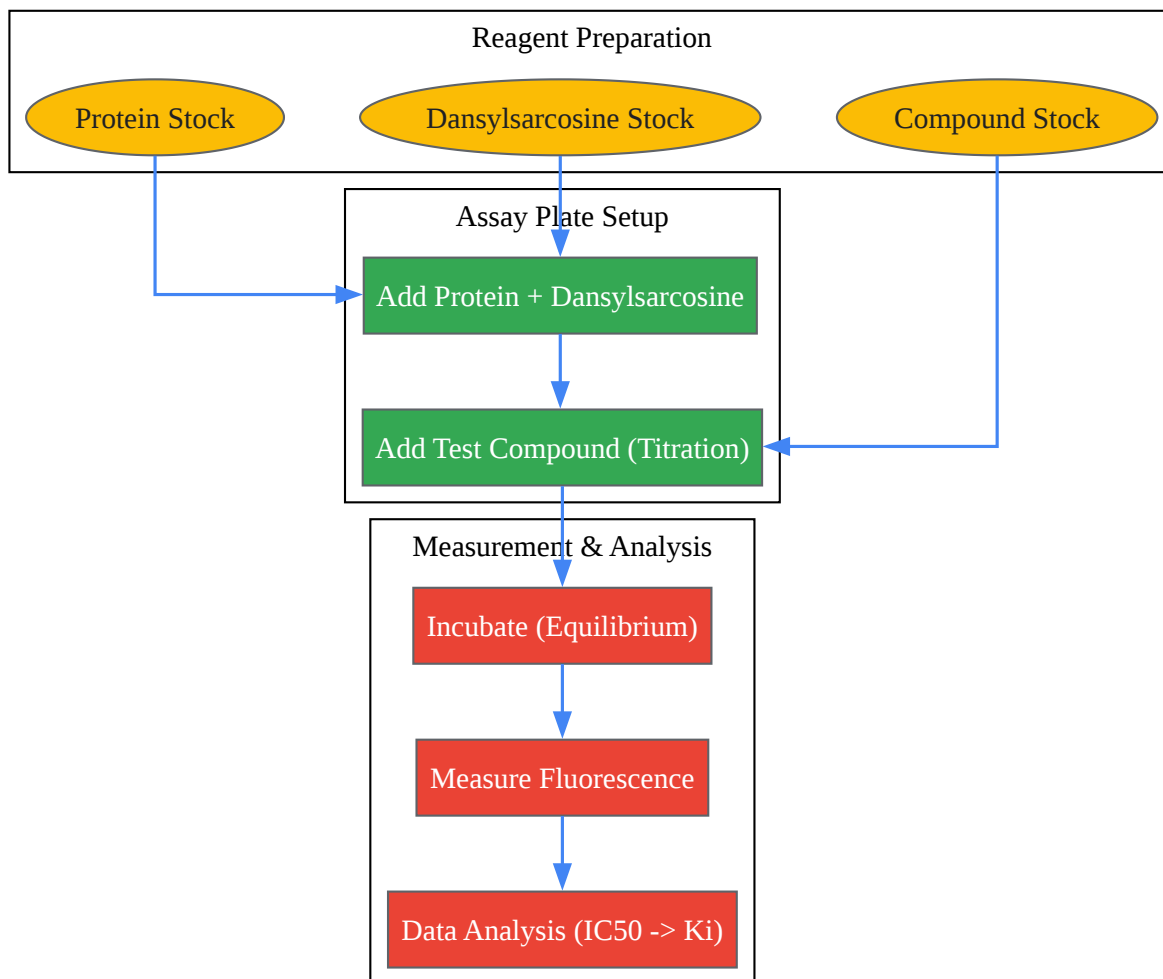 Reagent Preparation
Protein Stock
Dansylsarcosine Stock
Compound Stock
Assay Plate Setup
Add Protein + Dansylsarcosine
Add Test Compound (Titration)
Measurement & Analysis
Incubate (Equilibrium)
Measure Fluorescence
Data Analysis (IC50 -> Ki)